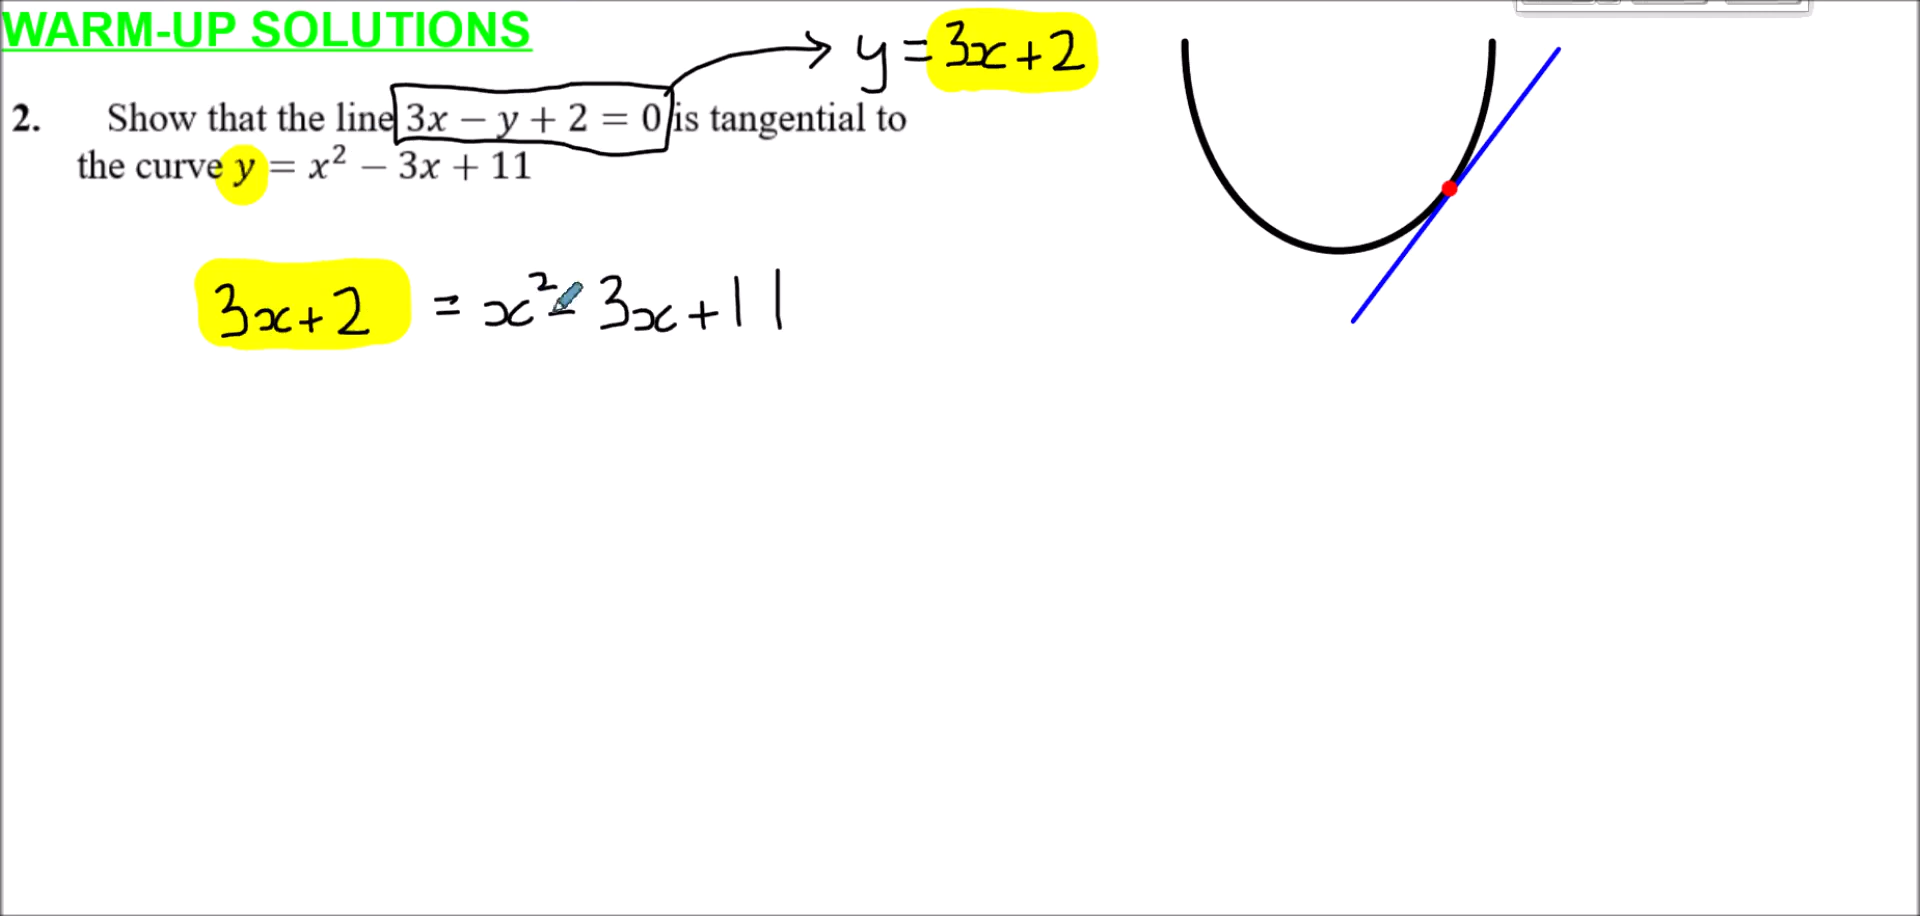 WARM-UP SOLUTIONS
y = 3x + 2
2. Show that the line 3x − y + 2 = 0 is tangential to
the curve y = x² − 3x + 11
3x + 2 = x² − 3x + 11